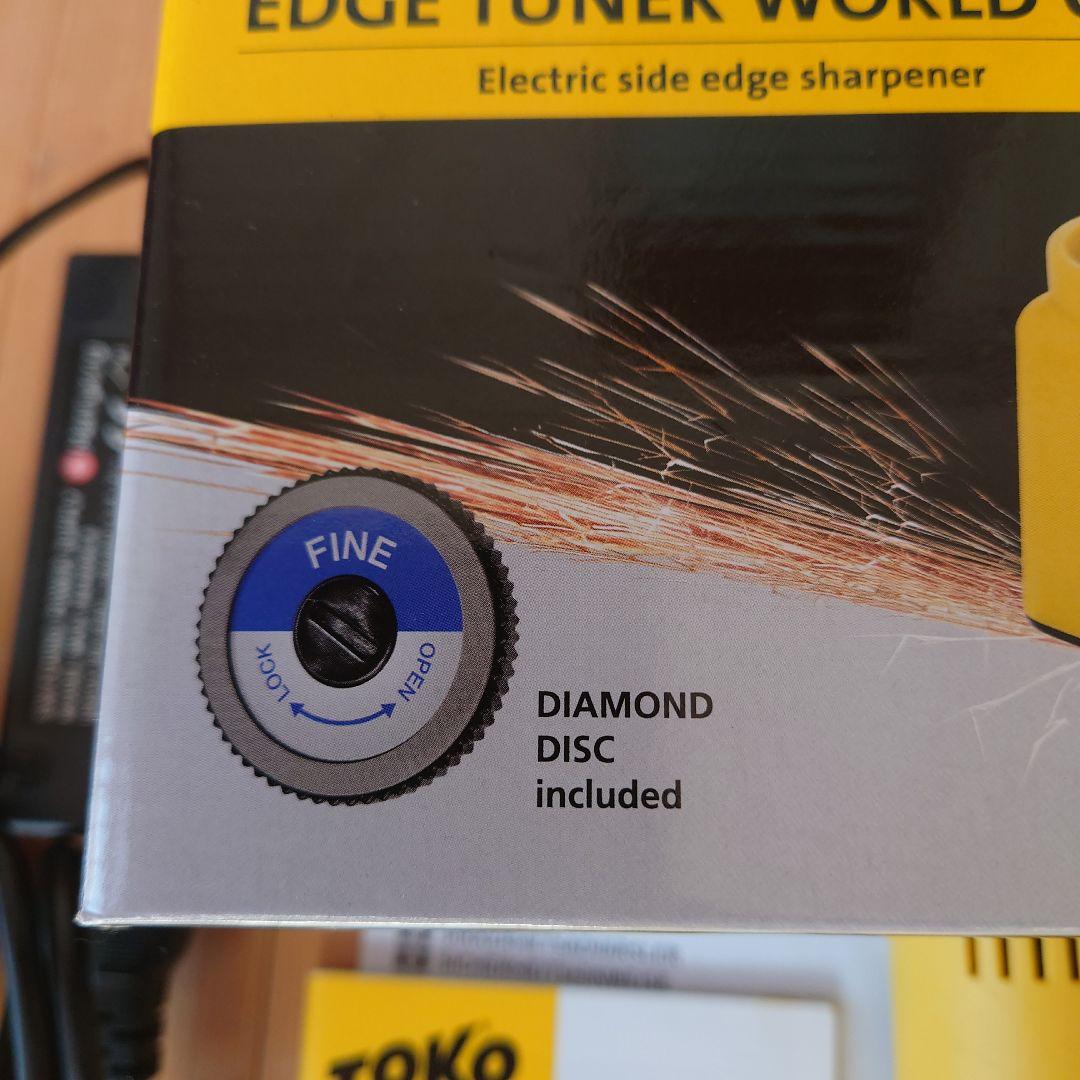 EDGE TUNER WORLD
Electric side edge sharpener
FINE
LOCK
OPEN
DIAMOND
DISC
included
TOKO